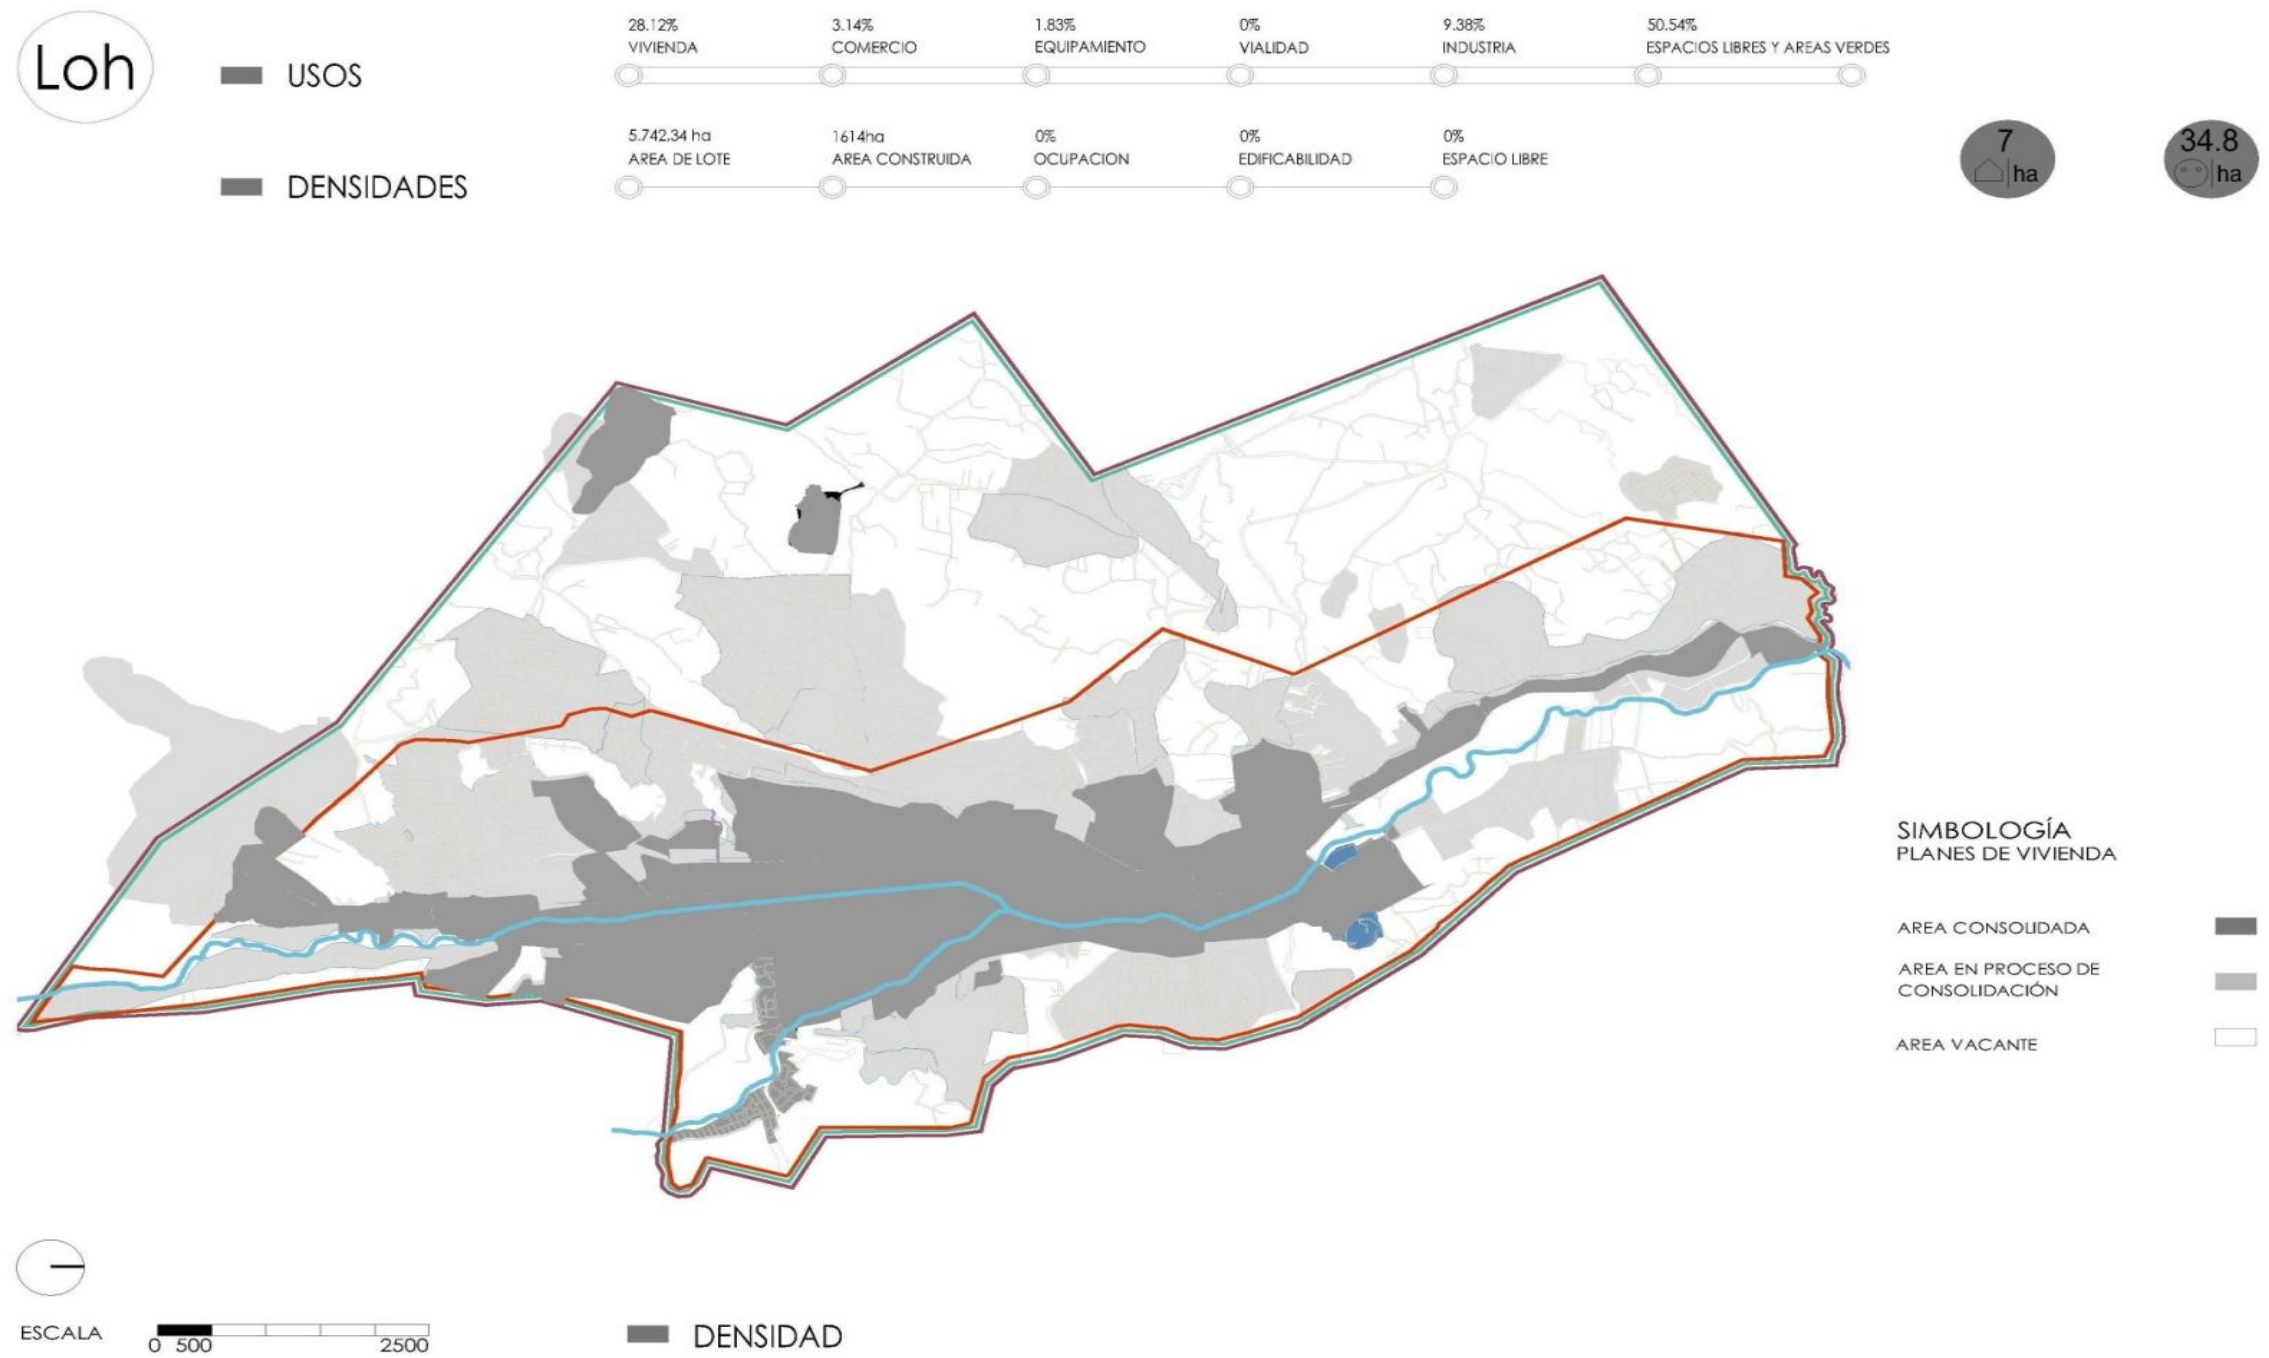 Loh
USOS
28.12%
VIVIENDA
3.14%
COMERCIO
1.83%
EQUIPAMIENTO
0%
VIALIDAD
9.38%
INDUSTRIA
50.54%
ESPACIOS LIBRES Y AREAS VERDES
DENSIDADES
5.742,34 ha
AREA DE LOTE
1614ha
AREA CONSTRUIDA
0%
OCUPACION
0%
EDIFICABILIDAD
0%
ESPACIO LIBRE
7
ha
34.8
ha
SIMBOLOGÍA
PLANES DE VIVIENDA
AREA CONSOLIDADA
AREA EN PROCESO DE
CONSOLIDACIÓN
AREA VACANTE
ESCALA
0 500 2500
DENSIDAD